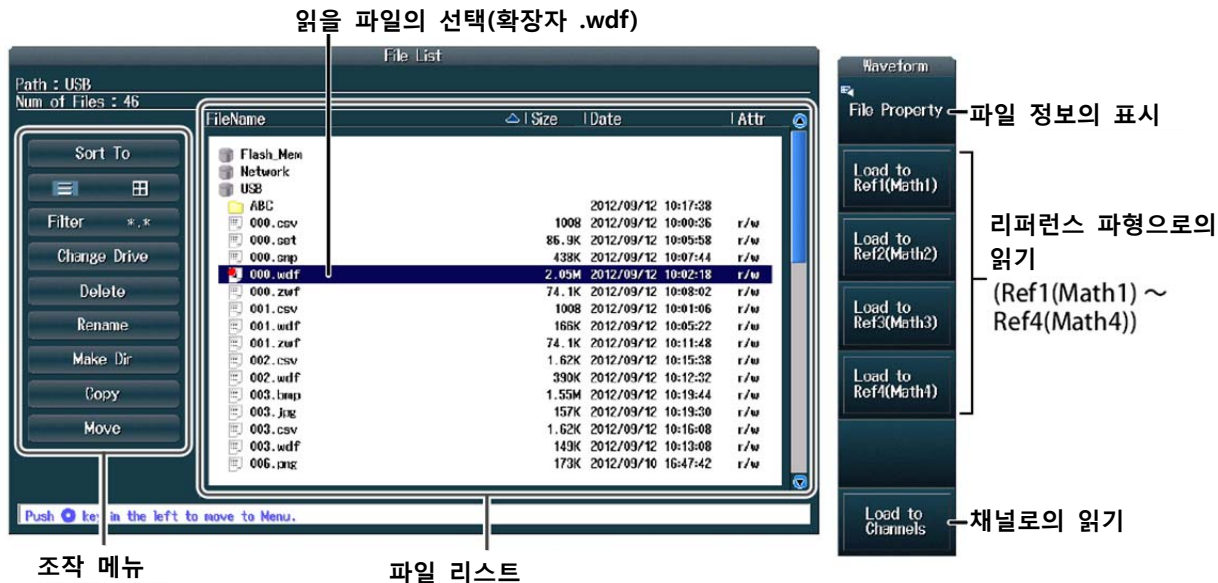 읽을 파일의 선택(확장자 .wdf)
File List
Path : USB
Num of Files : 46
FileName Size Date Attr
Flash_Mem
Network
USB
ABC 2012/09/12 10:17:38
000.csv 1008 2012/09/12 10:00:36 r/w
000.set 86.9K 2012/09/12 10:05:58 r/w
000.snp 438K 2012/09/12 10:07:44 r/w
000.wdf 2.05M 2012/09/12 10:02:18 r/w
000.zwf 74.1K 2012/09/12 10:08:02 r/w
001.csv 1008 2012/09/12 10:01:06 r/w
001.wdf 166K 2012/09/12 10:05:22 r/w
001.zwf 74.1K 2012/09/12 10:11:48 r/w
002.csv 1.62K 2012/09/12 10:15:38 r/w
002.wdf 390K 2012/09/12 10:12:32 r/w
003.bmp 1.55M 2012/09/12 10:19:44 r/w
003.jpg 157K 2012/09/12 10:19:30 r/w
003.csv 1.62K 2012/09/12 10:16:08 r/w
003.wdf 149K 2012/09/12 10:13:08 r/w
006.png 173K 2012/09/10 16:47:42 r/w
Sort To
Filter *.*
Change Drive
Delete
Rename
Make Dir
Copy
Move
Push key in the left to move to Menu.
조작 메뉴
파일 리스트
Waveform
File Property
파일 정보의 표시
Load to
Ref1(Math1)
Load to
Ref2(Math2)
Load to
Ref3(Math3)
Load to
Ref4(Math4)
리퍼런스 파형으로의
읽기
(Ref1(Math1) ～
Ref4(Math4))
Load to
Channels
채널로의 읽기